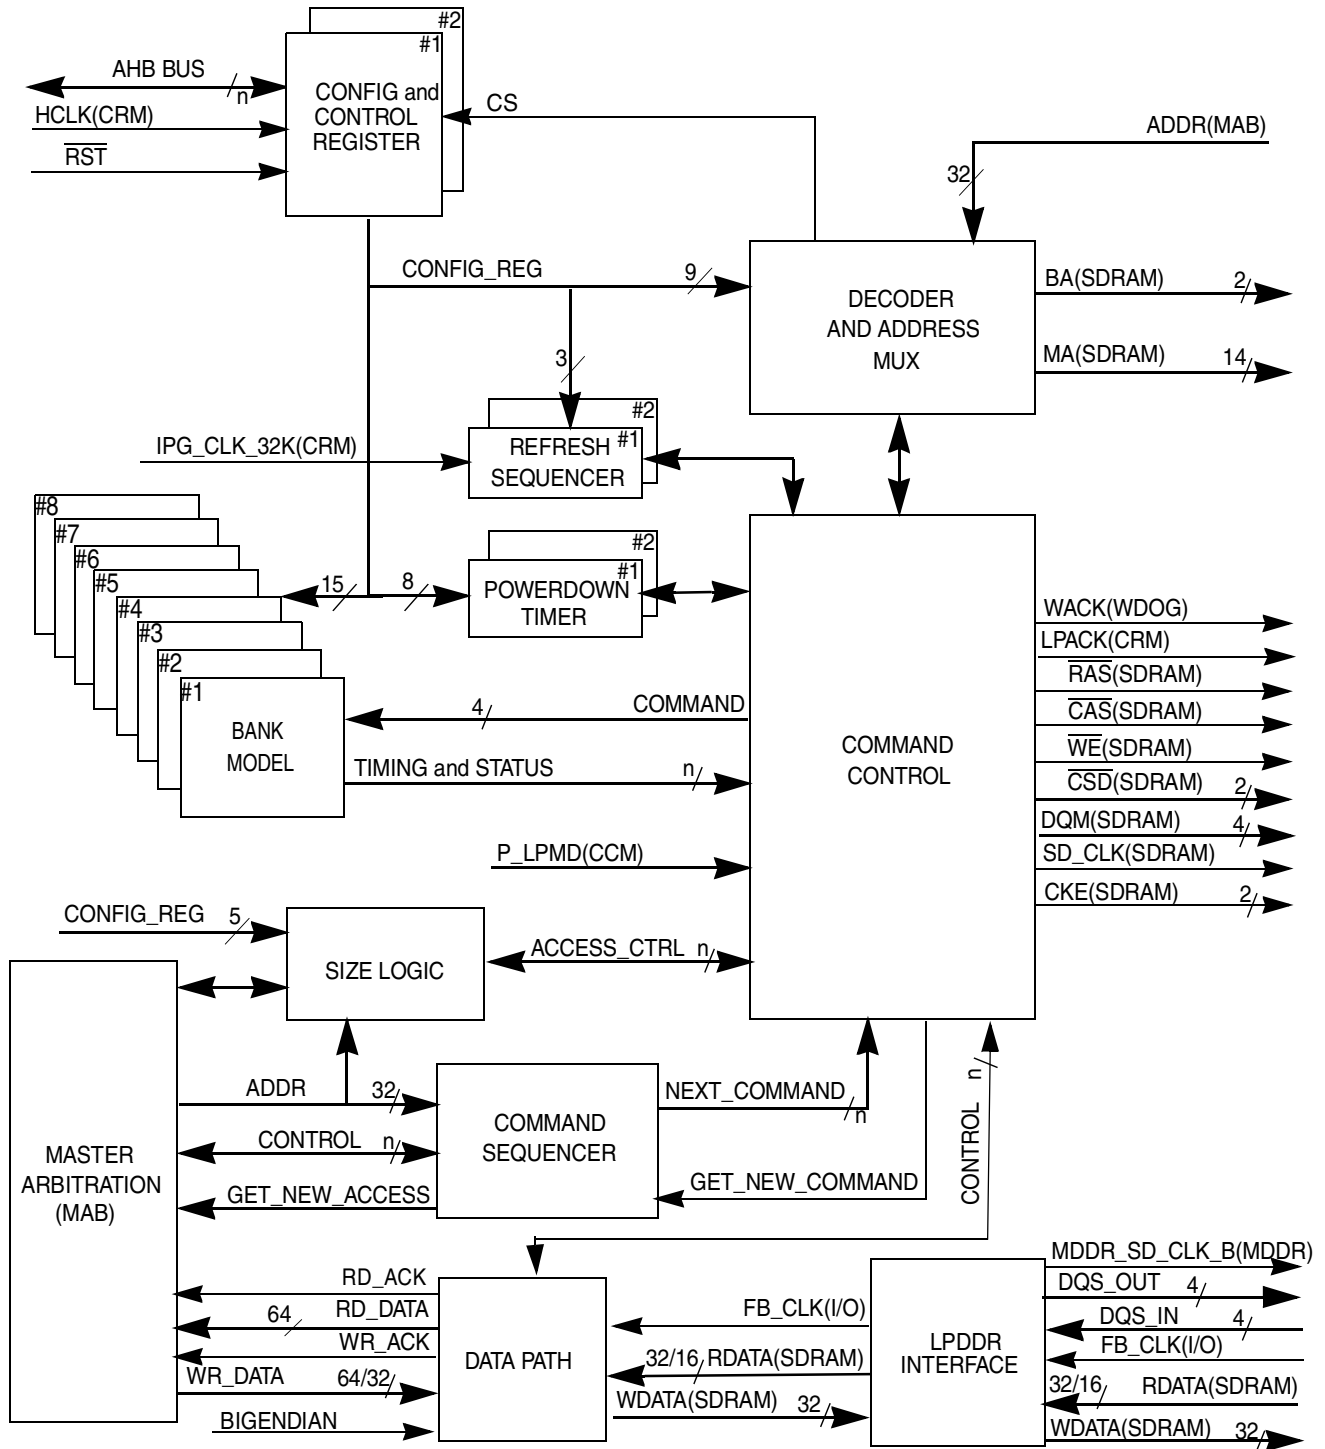 #2
#1
AHB BUS
n
CONFIG and
CONTROL
REGISTER
HCLK(CRM)
RST
CS
ADDR(MAB)
32
CONFIG_REG
9
DECODER
AND ADDRESS
MUX
BA(SDRAM)
2
MA(SDRAM)
14
3
#2
#1
IPG_CLK_32K(CRM)
REFRESH
SEQUENCER
#8
#7
#6
#5
#4
#3
#2
#1
BANK
MODEL
15
8
#2
#1
POWERDOWN
TIMER
4
COMMAND
TIMING and STATUS
n
P_LPMD(CCM)
COMMAND
CONTROL
WACK(WDOG)
LPACK(CRM)
RAS(SDRAM)
CAS(SDRAM)
WE(SDRAM)
CSD(SDRAM)
2
DQM(SDRAM)
4
SD_CLK(SDRAM)
CKE(SDRAM)
2
CONFIG_REG
5
SIZE LOGIC
ACCESS_CTRL
n
MASTER
ARBITRATION
(MAB)
ADDR
32
CONTROL
n
GET_NEW_ACCESS
COMMAND
SEQUENCER
NEXT_COMMAND
n
GET_NEW_COMMAND
CONTROL
n
RD_ACK
64
RD_DATA
WR_ACK
WR_DATA
64/32
BIGENDIAN
DATA PATH
FB_CLK(I/O)
32/16
RDATA(SDRAM)
WDATA(SDRAM)
32
LPDDR
INTERFACE
MDDR_SD_CLK_B(MDDR)
DQS_OUT
4
DQS_IN
4
FB_CLK(I/O)
32/16
RDATA(SDRAM)
WDATA(SDRAM)
32